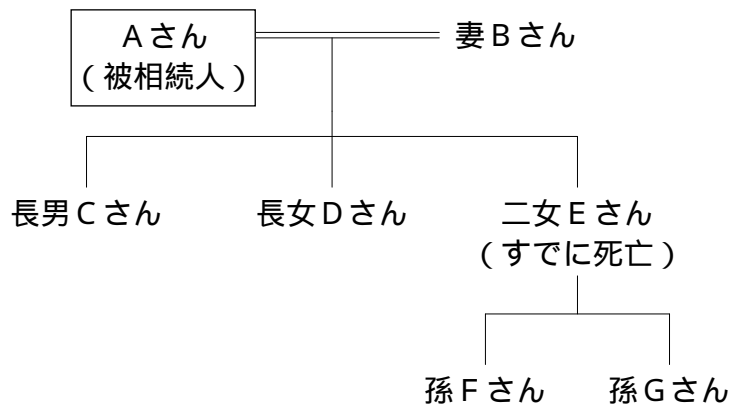 Aさん
(被相続人)
妻Bさん
長男Cさん
長女Dさん
二女Eさん
(すでに死亡)
孫Fさん
孫Gさん